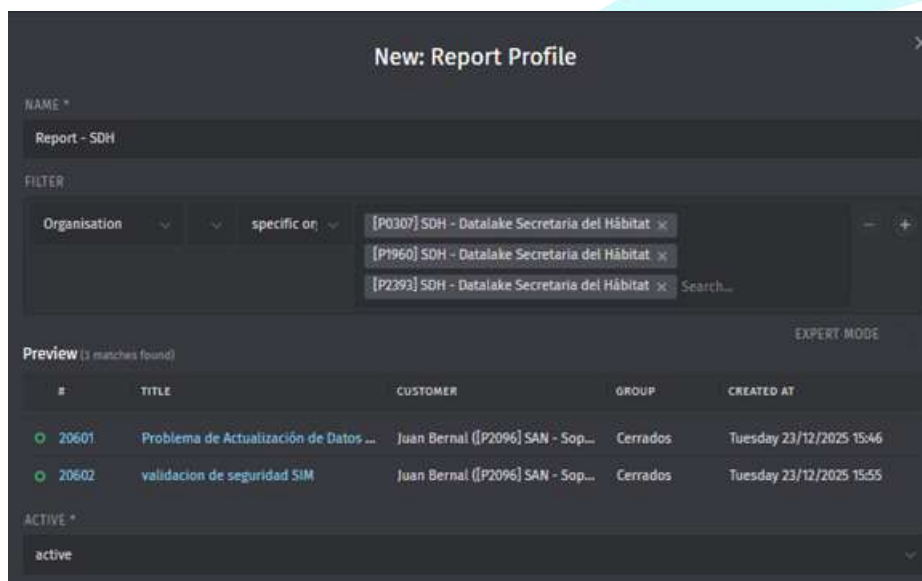 New: Report Profile
NAME *
Report - SDH
FILTER
Organisation specific or [P0307] SDH - Datalake Secretaria del Hábitat ×
[P1960] SDH - Datalake Secretaria del Hábitat ×
[P2393] SDH - Datalake Secretaria del Hábitat × Search...
EXPERT MODE
Preview (3 matches found)
# TITLE CUSTOMER GROUP CREATED AT
20601 Problema de Actualización de Datos ... Juan Bernal ([P2096] SAN - Sop... Cerrados Tuesday 23/12/2025 15:46
20602 validacion de seguridad SIM Juan Bernal ([P2096] SAN - Sop... Cerrados Tuesday 23/12/2025 15:55
ACTIVE *
active